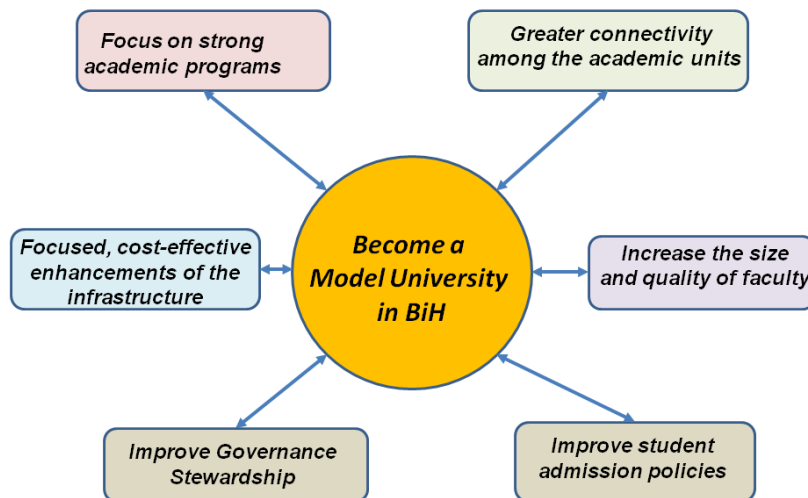 Focus on strong
academic programs
Greater connectivity
among the academic units
Focused, cost-effective
enhancements of the
infrastructure
Become a
Model University
in BiH
Increase the size
and quality of faculty
Improve Governance
Stewardship
Improve student
admission policies